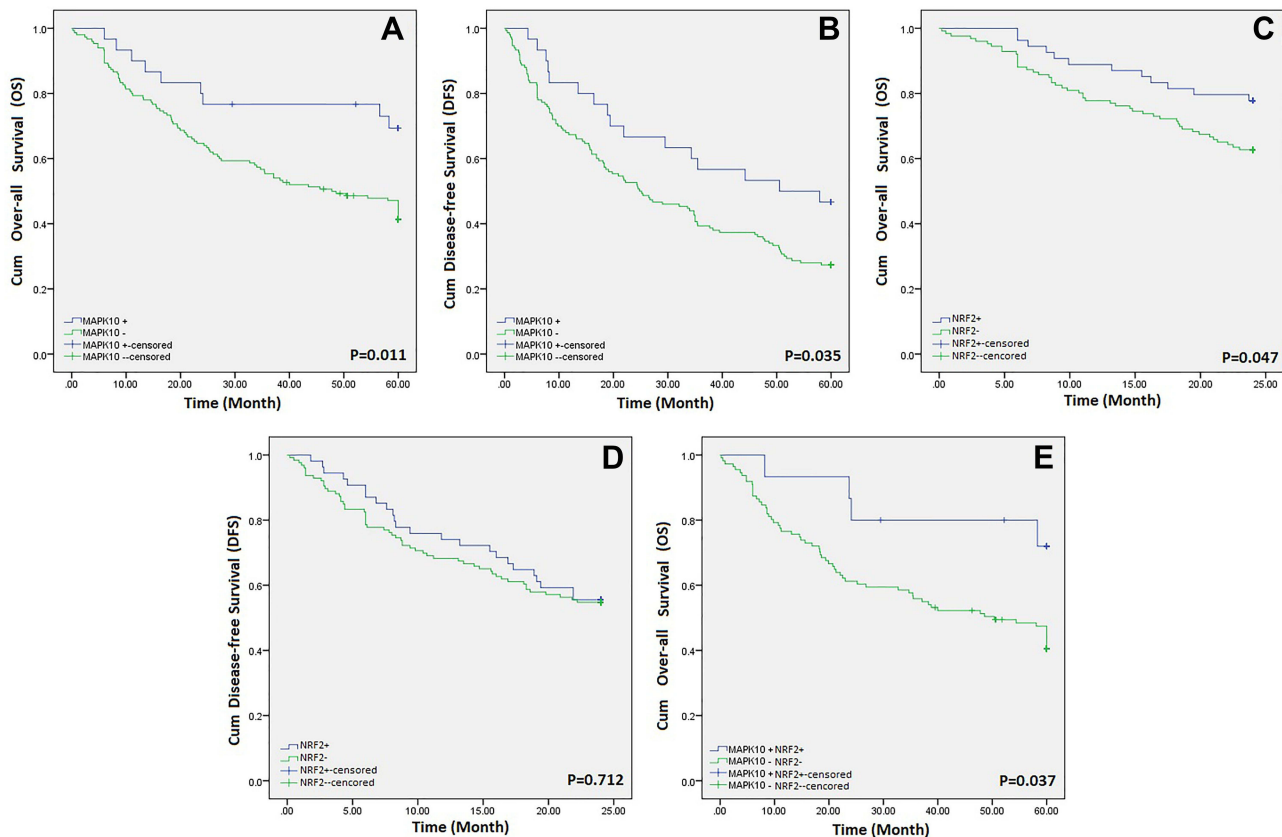 A
Cum Over-all Survival (OS)
1.0
0.8
0.6
0.4
0.2
0.0
MAPK10 +
MAPK10 -
MAPK10 +-censored
MAPK10 --censored
P=0.011
.00 10.00 20.00 30.00 40.00 50.00 60.00
Time (Month)
B
Cum Disease-free Survival (DFS)
1.0
0.8
0.6
0.4
0.2
0.0
MAPK10 +
MAPK10 -
MAPK10 +-censored
MAPK10 --censored
P=0.035
.00 10.00 20.00 30.00 40.00 50.00 60.00
Time (Month)
C
Cum Over-all Survival (OS)
1.0
0.8
0.6
0.4
0.2
0.0
NRF2+
NRF2-
NRF2+-censored
NRF2--cencored
P=0.047
.00 5.00 10.00 15.00 20.00 25.00
Time (Month)
D
Cum Disease-free Survival (DFS)
1.0
0.8
0.6
0.4
0.2
0.0
NRF2+
NRF2-
NRF2+-censored
NRF2--cencored
P=0.712
.00 5.00 10.00 15.00 20.00 25.00
Time (Month)
E
Cum Over-all Survival (OS)
1.0
0.8
0.6
0.4
0.2
0.0
MAPK10 + NRF2+
MAPK10 - NRF2-
MAPK10 + NRF2+-censored
MAPK10 - NRF2--cencored
P=0.037
.00 10.00 20.00 30.00 40.00 50.00 60.00
Time (Month)